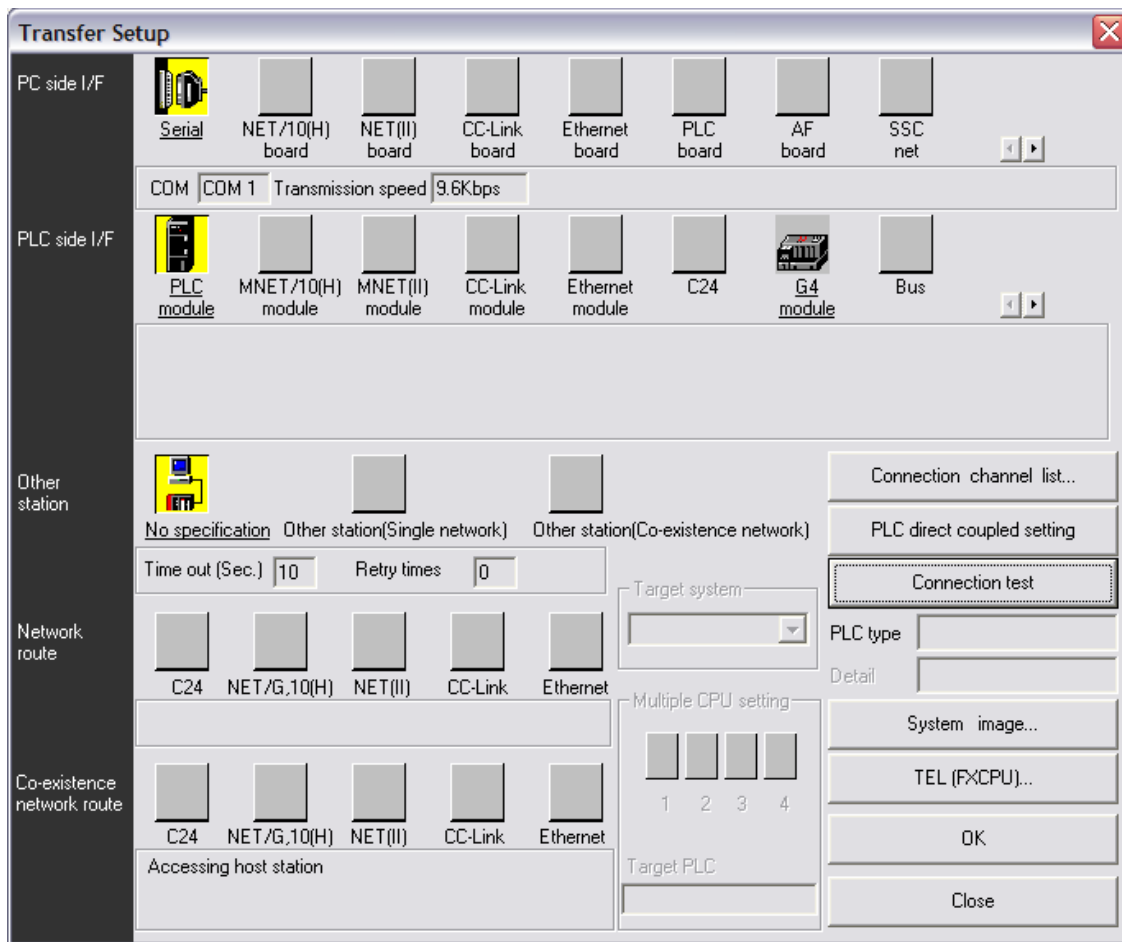 Transfer Setup
PC side I/F
Serial NET/10(H) board NET(II) board CC-Link board Ethernet board PLC board AF board SSC net
COM COM 1 Transmission speed 9.6Kbps
PLC side I/F
PLC module MNET/10(H) module MNET(II) module CC-Link module Ethernet module C24 G4 module Bus
Other station
No specification Other station(Single network) Other station(Co-existence network)
Time out (Sec.) 10 Retry times 0
Connection channel list...
PLC direct coupled setting
Connection test
Target system
PLC type
Detail
Network route
C24 NET/G,10(H) NET(II) CC-Link Ethernet
Multiple CPU setting
1 2 3 4
System image...
TEL (FXCPU)...
Co-existence network route
C24 NET/G,10(H) NET(II) CC-Link Ethernet
Accessing host station
Target PLC
OK
Close